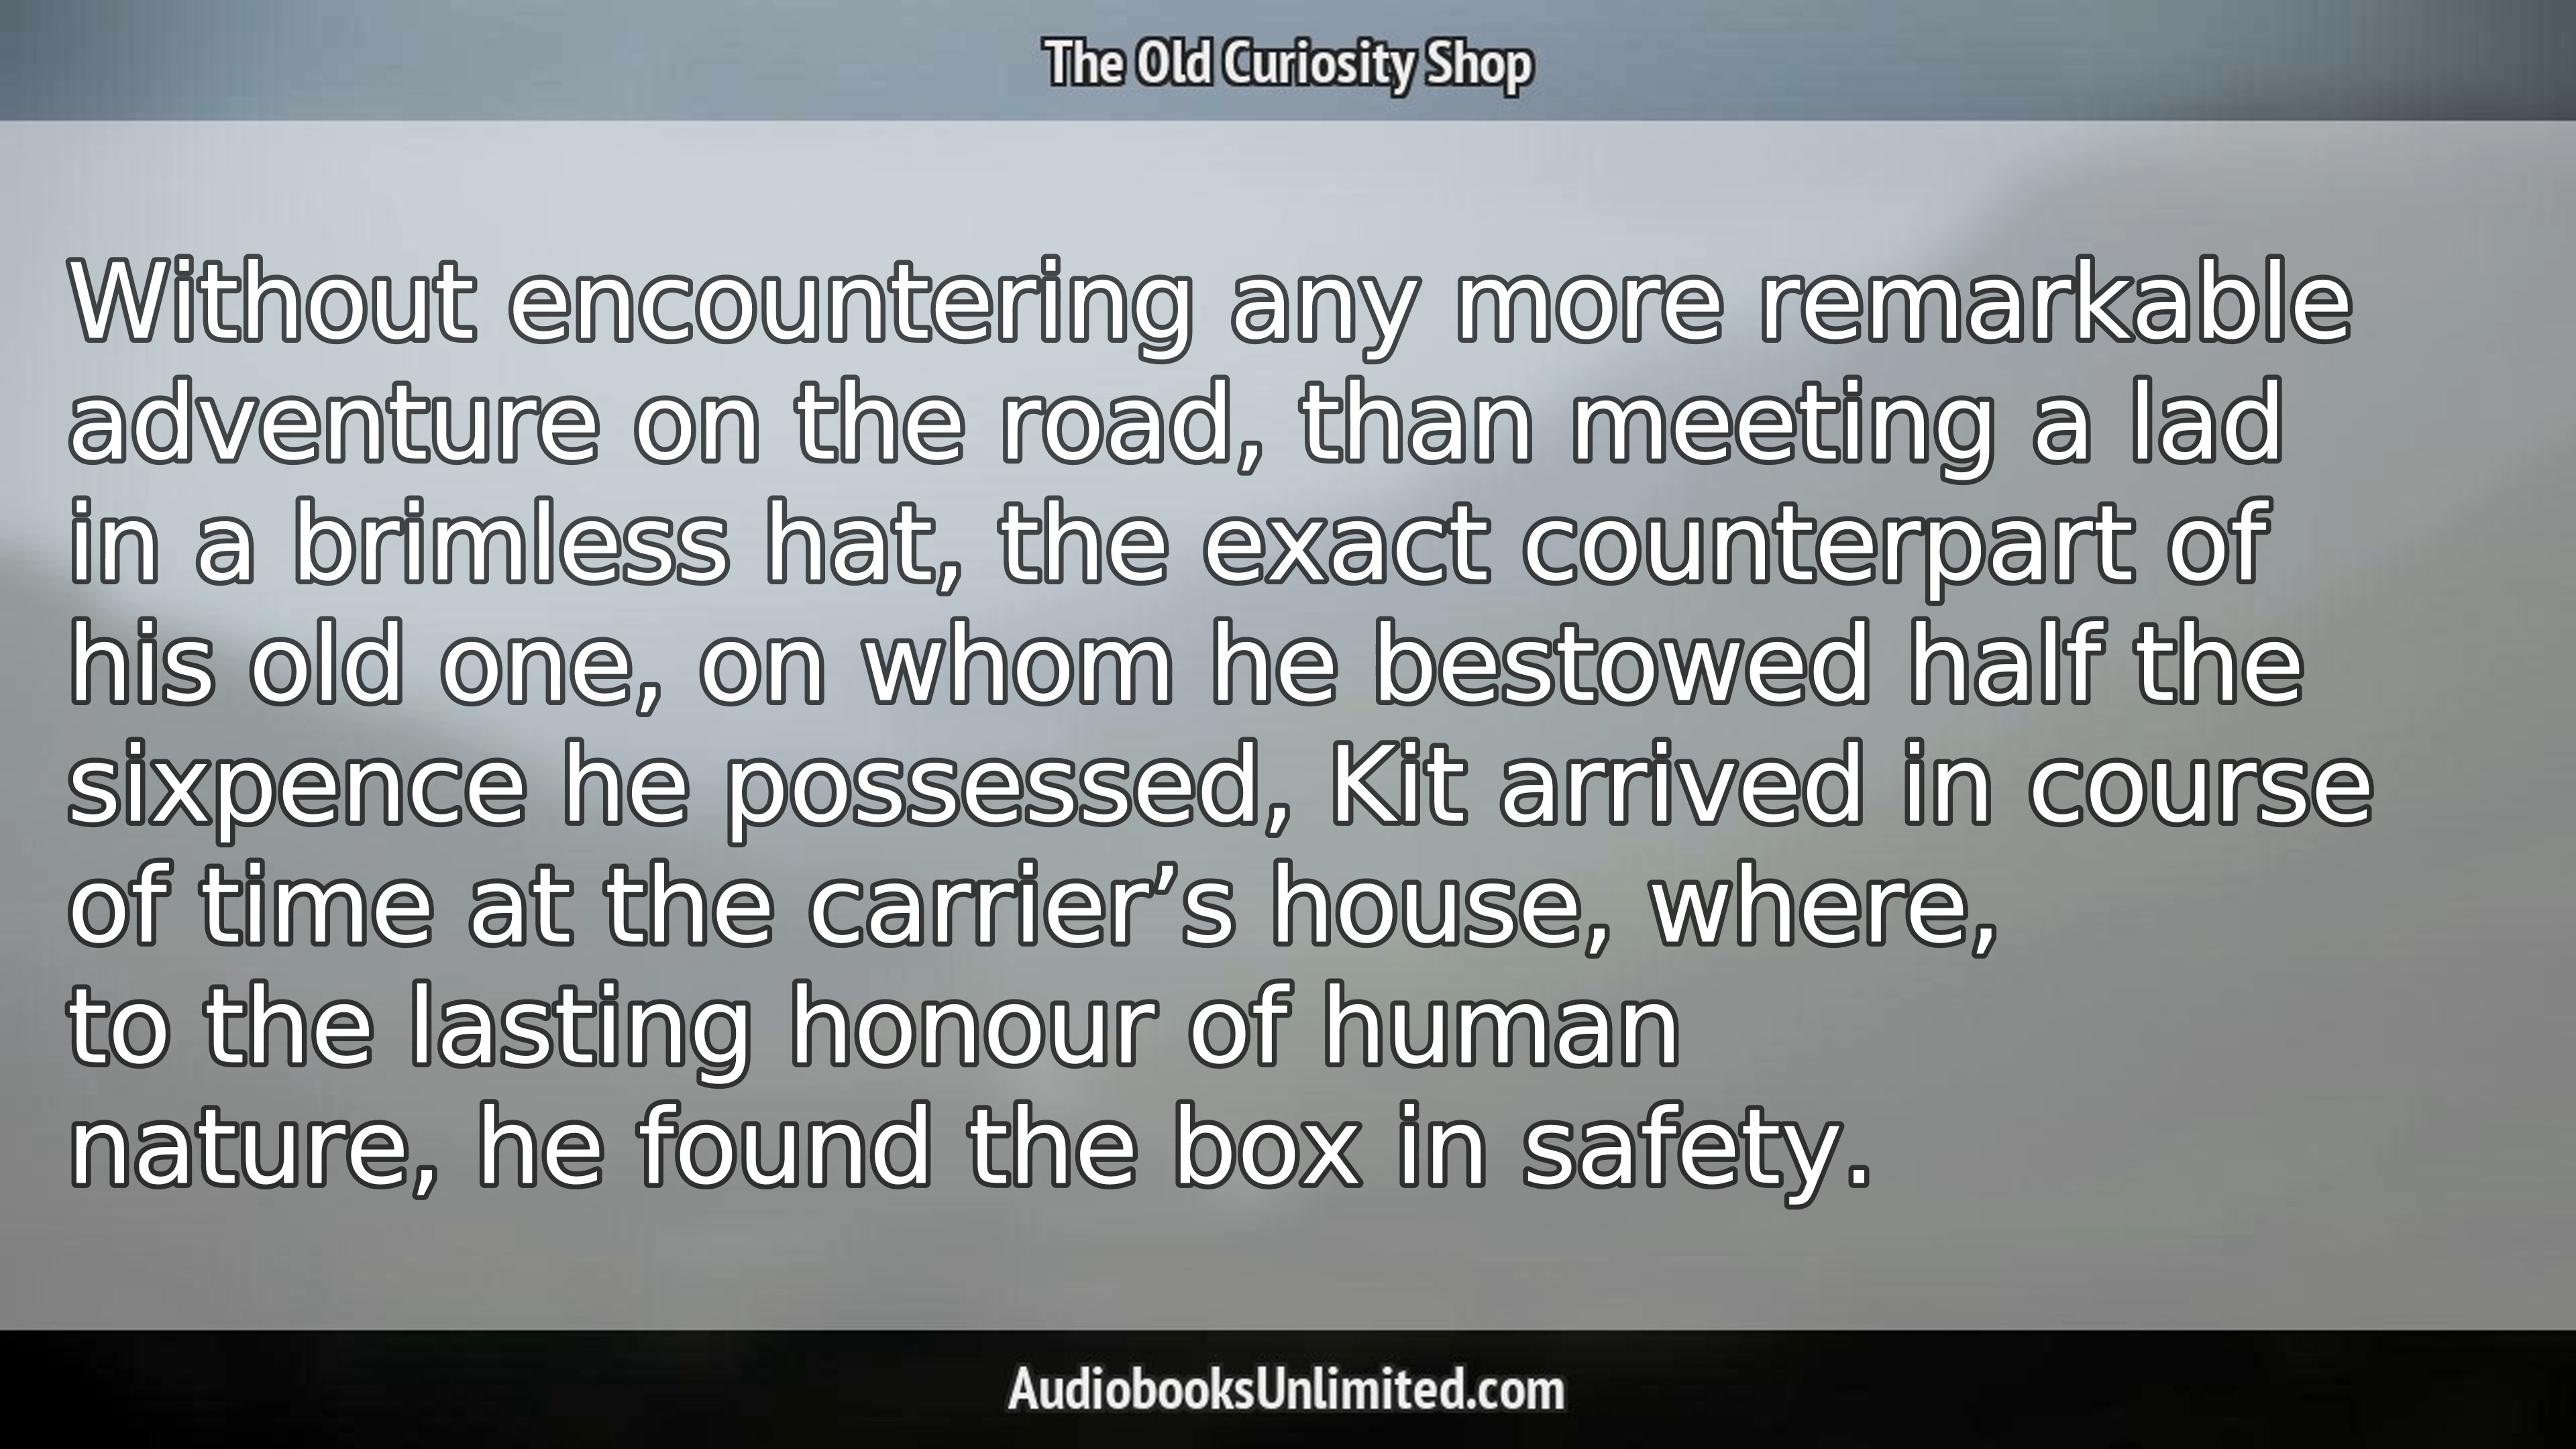 The Old Curiosity Shop
Without encountering any more remarkable
adventure on the road, than meeting a lad
in a brimless hat, the exact counterpart of
his old one, on whom he bestowed half the
sixpence he possessed, Kit arrived in course
of time at the carrier’s house, where,
to the lasting honour of human
nature, he found the box in safety.
AudiobooksUnlimited.com